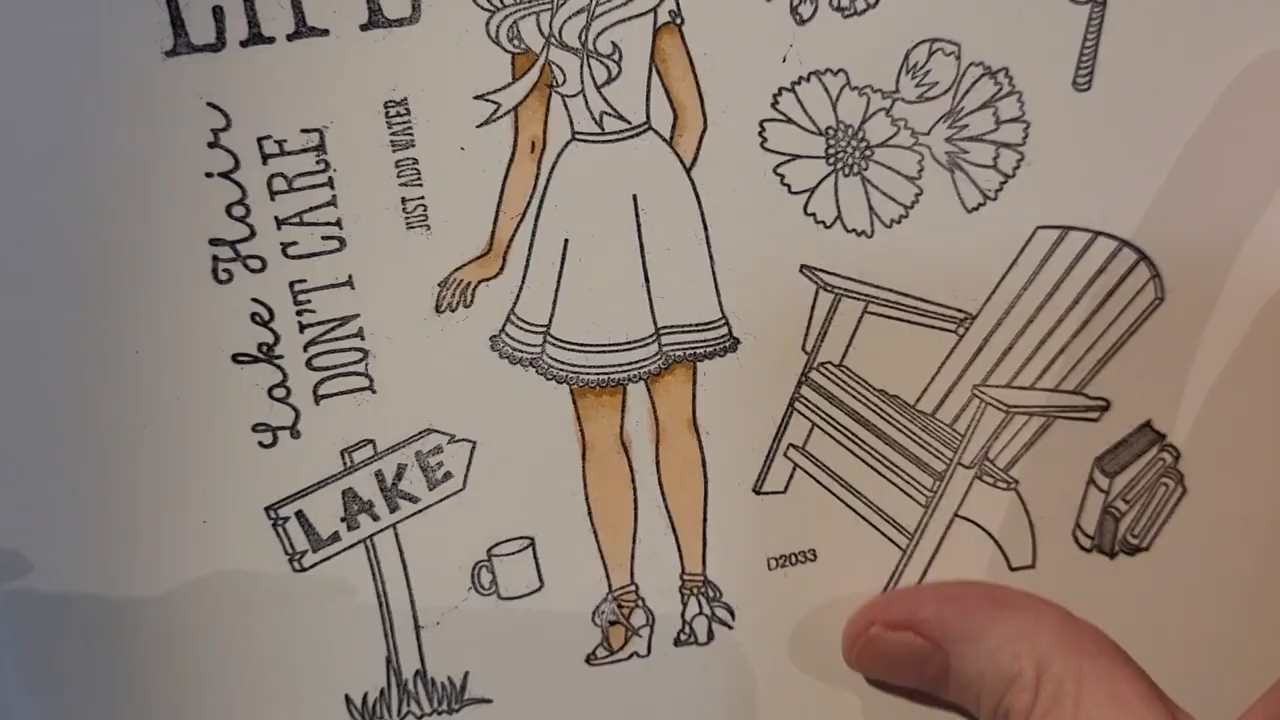 LIFE
Lake Hair
DON'T CARE
JUST ADD WATER
LAKE
D2033